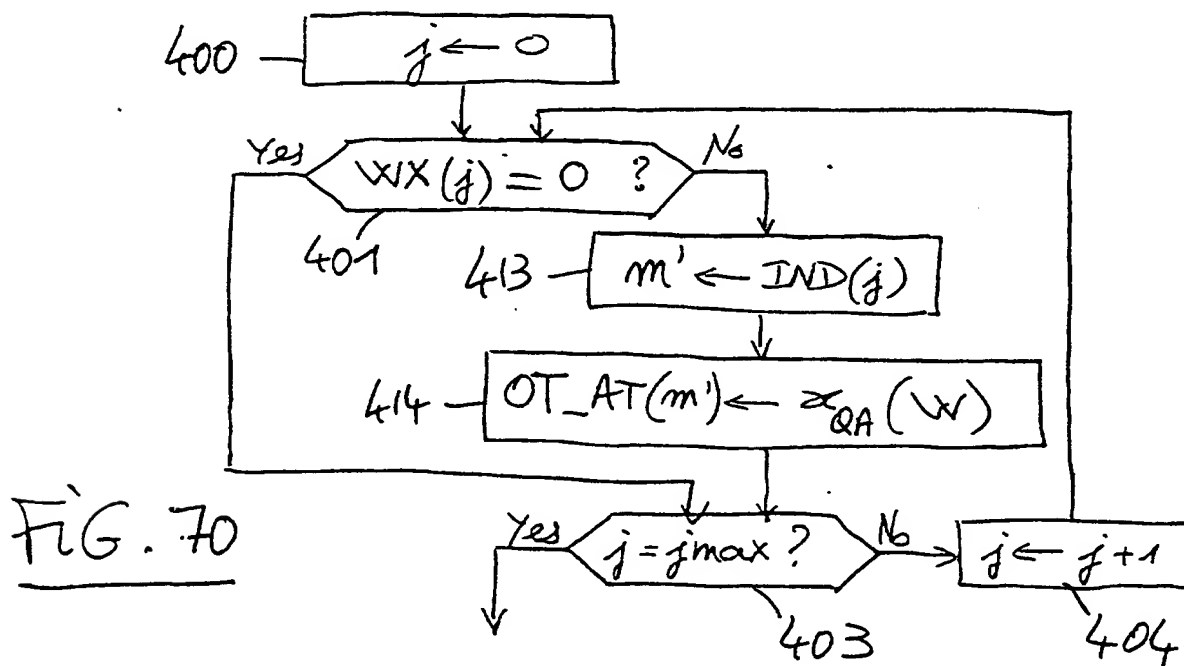 400
j ← 0
Yes
WX(j) = 0 ?
No
401
413
m' ← IND(j)
414
OT_AT(m') ← x_QA (W)
FIG. 70
Yes
j = jmax ?
No
j ← j+1
403
404